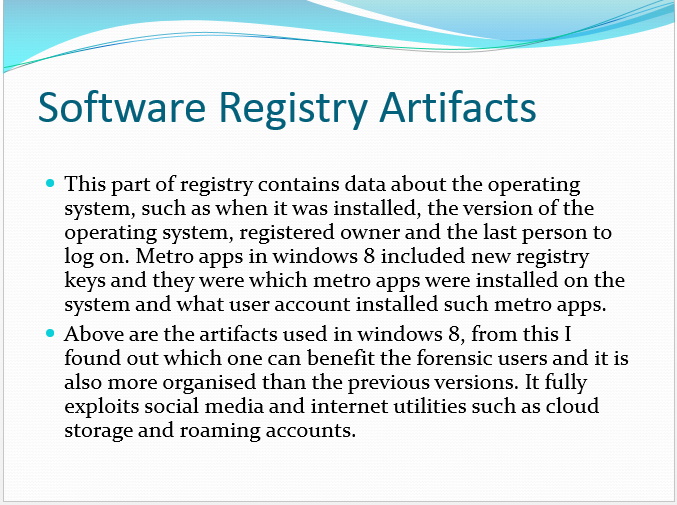 Software Registry Artifacts
This part of registry contains data about the operating
system, such as when it was installed, the version of the
operating system, registered owner and the last person to
log on. Metro apps in windows 8 included new registry
keys and they were which metro apps were installed on the
system and what user account installed such metro apps.
Above are the artifacts used in windows 8, from this I
found out which one can benefit the forensic users and it is
also more organised than the previous versions. It fully
exploits social media and internet utilities such as cloud
storage and roaming accounts.